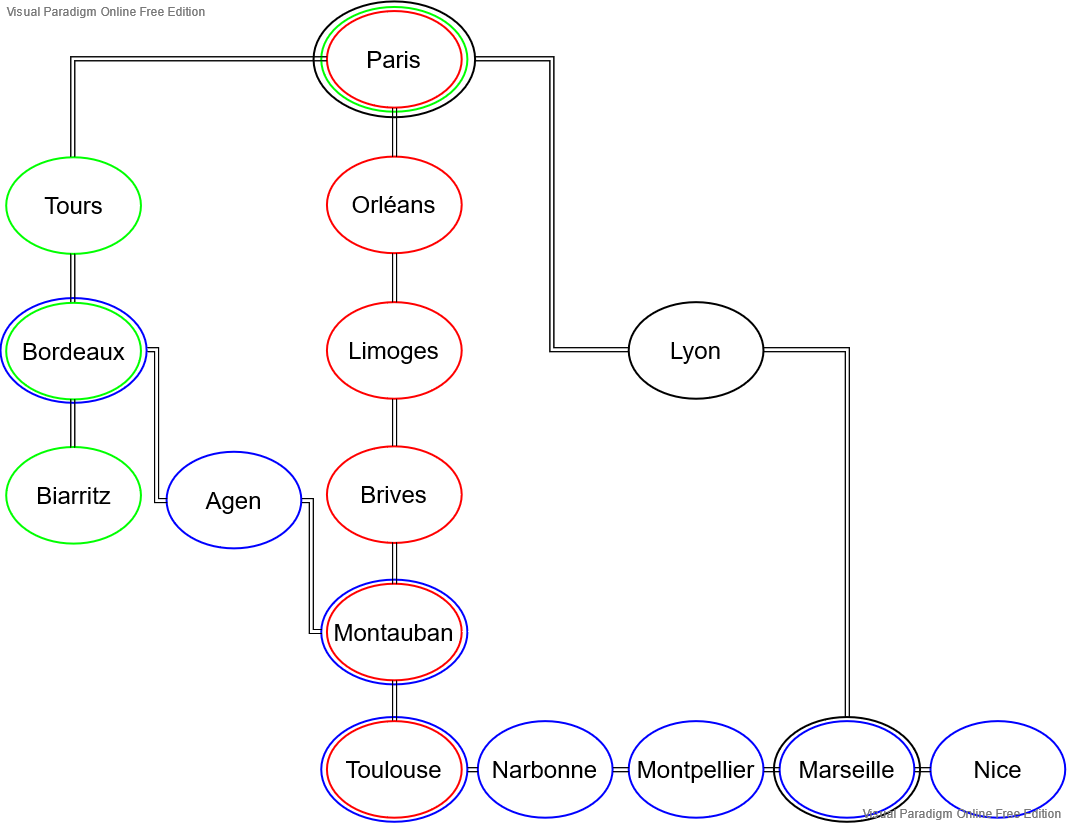 Visual Paradigm Online Free Edition
Paris
Tours
Orléans
Bordeaux
Limoges
Lyon
Biarritz
Agen
Brives
Montauban
Toulouse
Narbonne
Montpellier
Marseille
Nice
Visual Paradigm Online Free Edition